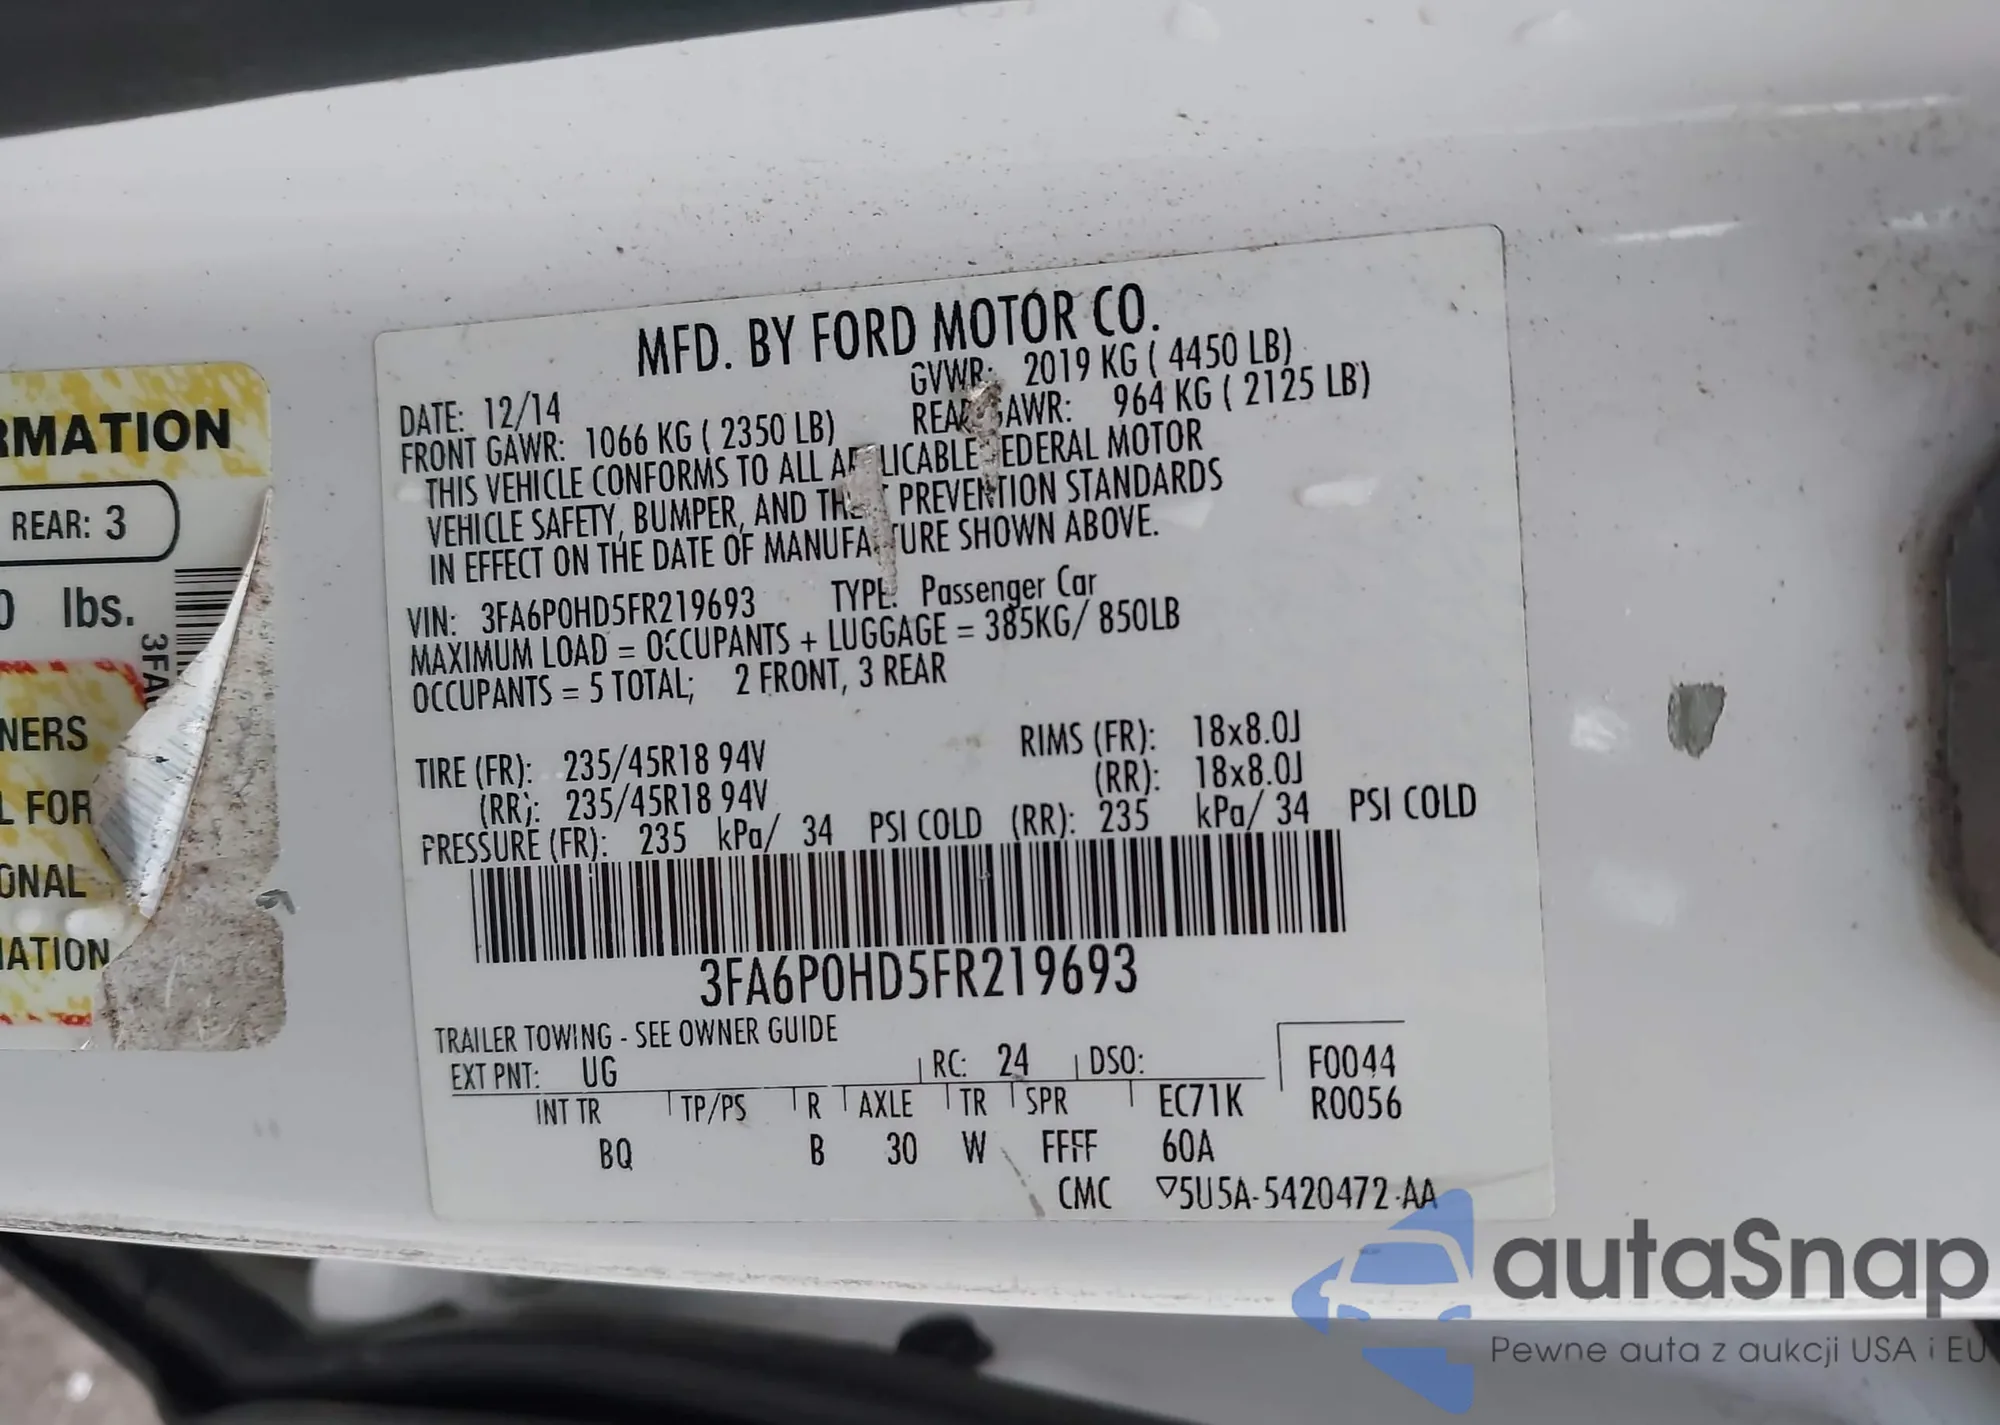 RMATION
REAR: 3
0 lbs.
3FA
NERS
L FOR
ONAL
MATION
MFD. BY FORD MOTOR CO.
DATE: 12/14
GVWR: 2019 KG ( 4450 LB)
FRONT GAWR: 1066 KG ( 2350 LB)
REAR GAWR: 964 KG ( 2125 LB)
THIS VEHICLE CONFORMS TO ALL APPLICABLE FEDERAL MOTOR
VEHICLE SAFETY, BUMPER, AND THEFT PREVENTION STANDARDS
IN EFFECT ON THE DATE OF MANUFACTURE SHOWN ABOVE.
VIN: 3FA6P0HD5FR219693 TYPE: Passenger Car
MAXIMUM LOAD = OCCUPANTS + LUGGAGE = 385KG/ 850LB
OCCUPANTS = 5 TOTAL; 2 FRONT, 3 REAR
TIRE (FR): 235/45R18 94V RIMS (FR): 18x8.0J
(RR): 235/45R18 94V (RR): 18x8.0J
PRESSURE (FR): 235 kPa/ 34 PSI COLD (RR): 235 kPa/ 34 PSI COLD
3FA6P0HD5FR219693
TRAILER TOWING - SEE OWNER GUIDE
EXT PNT: UG RC: 24 DSO: F0044
INT TR TP/PS R AXLE TR SPR EC71K R0056
BQ B 30 W FFFF 60A
CMC ▽5U5A-5420472-AA
autaSnap
Pewne auta z aukcji USA i EU